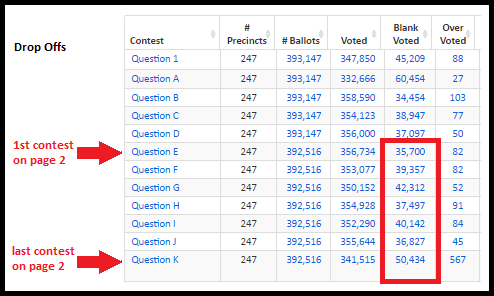 Drop Offs
Contest # Precincts # Ballots Voted Blank Voted Over Voted
Question 1 247 393,147 347,850 45,209 88
Question A 247 393,147 332,666 60,454 27
Question B 247 393,147 358,590 34,454 103
Question C 247 393,147 354,123 38,947 77
Question D 247 393,147 356,000 37,097 50
1st contest on page 2
Question E 247 392,516 356,734 35,700 82
Question F 247 392,516 353,077 39,357 82
Question G 247 392,516 350,152 42,312 52
Question H 247 392,516 354,928 37,497 91
Question I 247 392,516 352,290 40,142 84
Question J 247 392,516 355,644 36,827 45
last contest on page 2
Question K 247 392,516 341,515 50,434 567